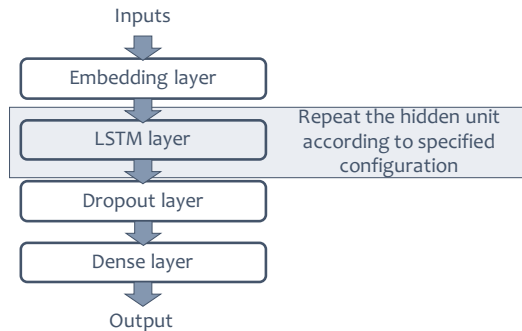 Inputs
Embedding layer
LSTM layer
Repeat the hidden unit
according to specified
configuration
Dropout layer
Dense layer
Output